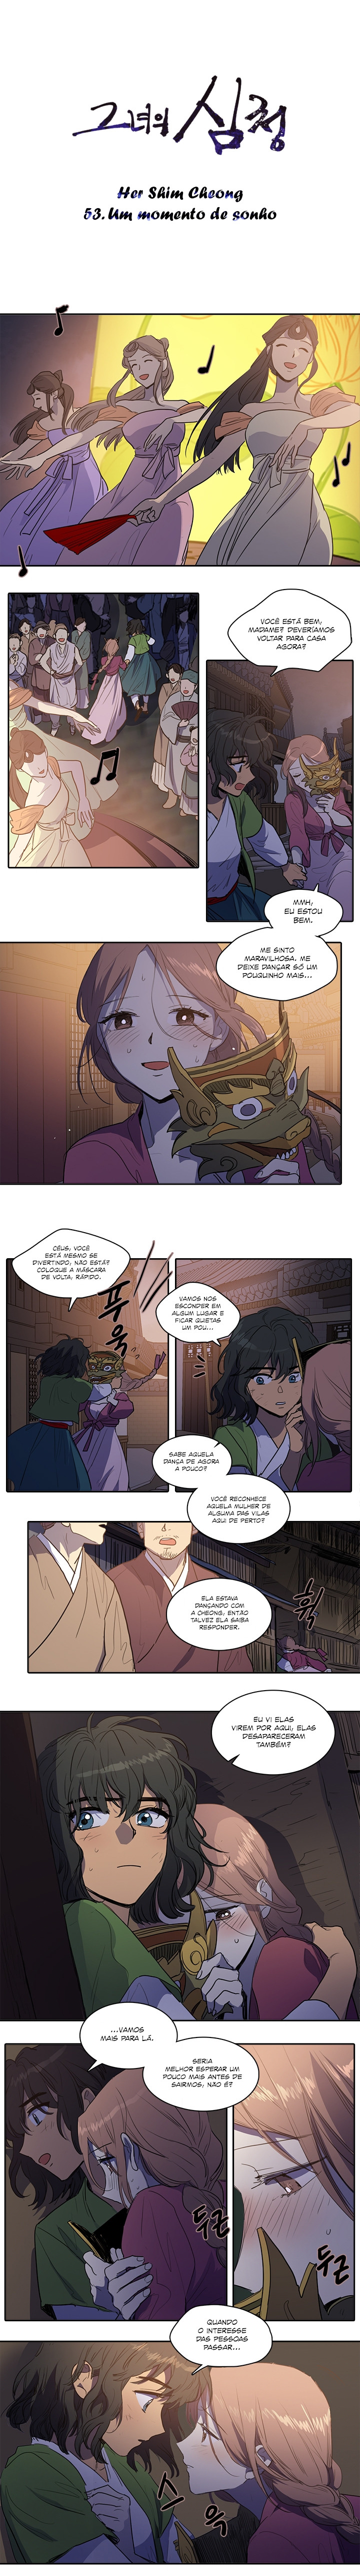 그녀의 심청
Her Shim Cheong
53. Um momento de sonho
VOCÊ ESTÁ BEM,
MADAME? DEVERÍAMOS
VOLTAR PARA CASA
AGORA?
MMH,
EU ESTOU
BEM.
ME SINTO
MARAVILHOSA. ME
DEIXE DANÇAR SÓ UM
POUQUINHO MAIS...
CÉUS, VOCÊ
ESTÁ MESMO SE
DIVERTINDO, NÃO ESTÁ?
COLOQUE A MÁSCARA
DE VOLTA, RÁPIDO.
푸욱
VAMOS NOS
ESCONDER EM
ALGUM LUGAR E
FICAR QUIETAS
UM POU...
SABE AQUELA
DANÇA DE AGORA
A POUCO?
VOCÊ RECONHECE
AQUELA MULHER DE
ALGUMA DAS VILAS
AQUI DE PERTO?
ELA ESTAVA
DANÇANDO COM
A CHEONG, ENTÃO
TALVEZ ELA SAIBA
RESPONDER.
휙
EU VI ELAS
VIREM POR AQUI, ELAS
DESAPARECERAM
TAMBÉM?
...VAMOS
MAIS PARA LÁ.
SERIA
MELHOR ESPERAR UM
POUCO MAIS ANTES DE
SAIRMOS, NÃO É?
두근
두근
QUANDO
O INTERESSE
DAS PESSOAS
PASSAR...
스
윽